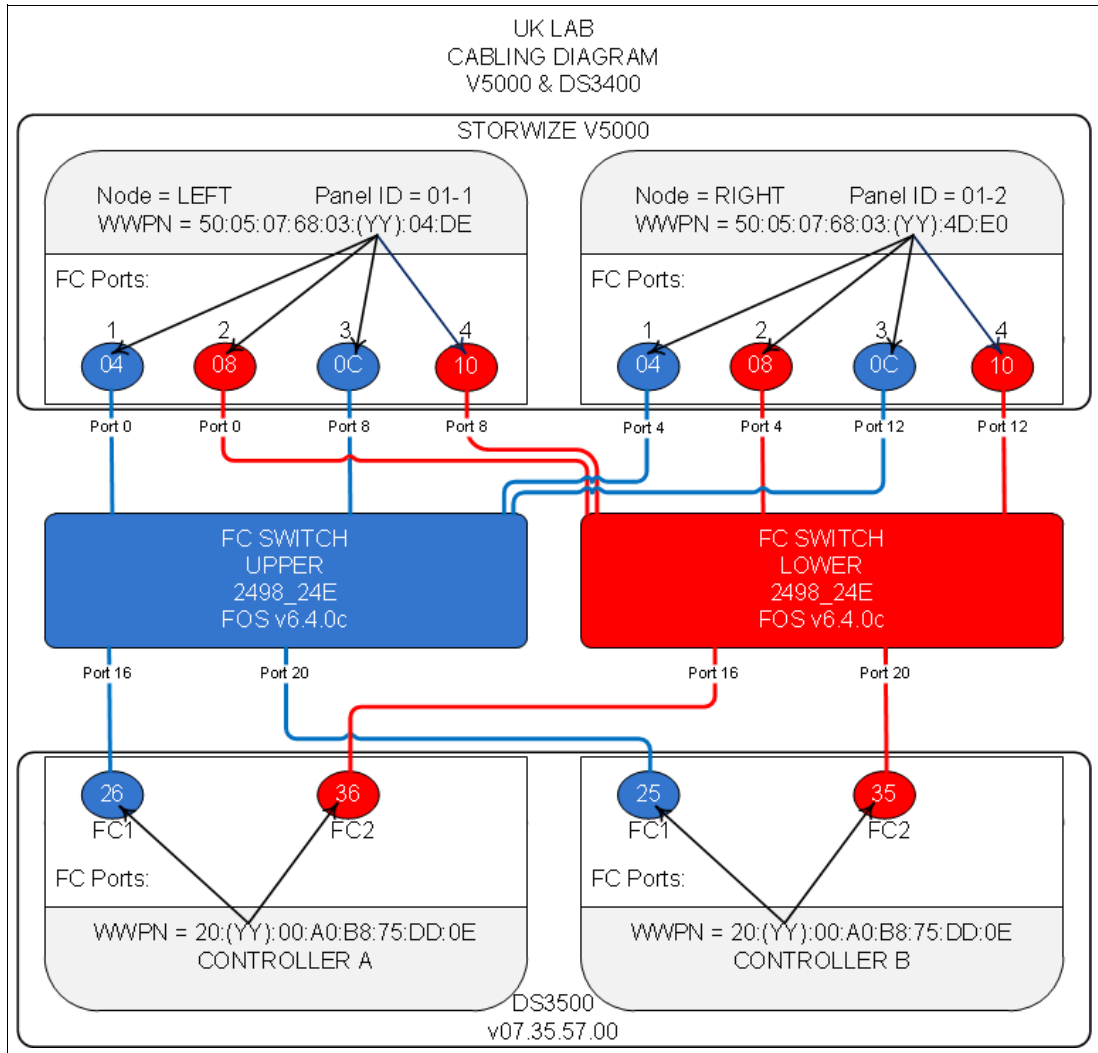 UK LAB
CABLING DIAGRAM
V5000 & DS3400
STORWIZE V5000
Node = LEFT Panel ID = 01-1
WWPN = 50:05:07:68:03:(YY):04:DE
FC Ports:
1 2 3 4
04 08 0C 10
Node = RIGHT Panel ID = 01-2
WWPN = 50:05:07:68:03:(YY):4D:E0
FC Ports:
1 2 3 4
04 08 0C 10
Port 0 Port 0 Port 8 Port 8 Port 4 Port 4 Port 12 Port 12
FC SWITCH
UPPER
2498_24E
FOS v6.4.0c
FC SWITCH
LOWER
2498_24E
FOS v6.4.0c
Port 16 Port 20 Port 16 Port 20
26 36
FC1 FC2
FC Ports:
WWPN = 20:(YY):00:A0:B8:75:DD:0E
CONTROLLER A
25 35
FC1 FC2
FC Ports:
WWPN = 20:(YY):00:A0:B8:75:DD:0E
CONTROLLER B
DS3500
v07.35.57.00